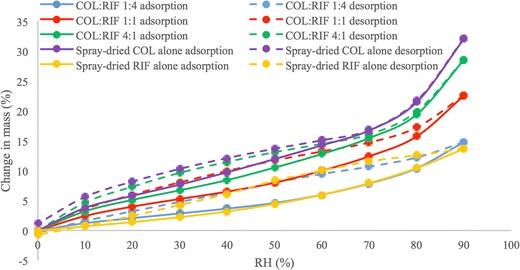 COL:RIF 1:4 adsorption
COL:RIF 1:4 desorption
COL:RIF 1:1 adsorption
COL:RIF 1:1 desorption
COL:RIF 4:1 adsorption
COL:RIF 4:1 desorption
Spray-dried COL alone adsorption
Spray-dried COL alone desorption
Spray-dried RIF alone adsorption
Spray-dried RIF alone desorption
Change in mass (%)
35
30
25
20
15
10
5
0
-5
0 10 20 30 40 50 60 70 80 90 100
RH (%)